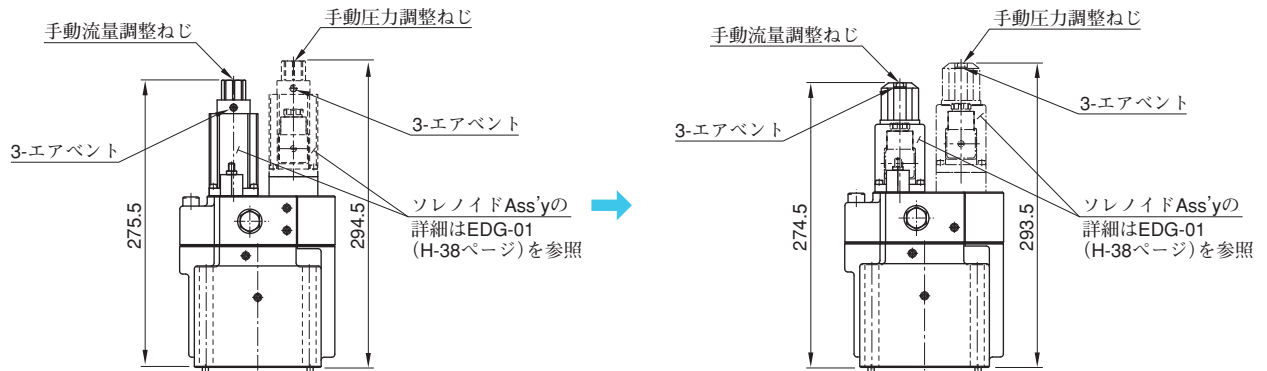 手動流量調整ねじ
手動圧力調整ねじ
3-エアベント
3-エアベント
275.5
294.5
ソレノイドAss'yの
詳細はEDG-01
(H-38ページ)を参照
手動流量調整ねじ
手動圧力調整ねじ
3-エアベント
3-エアベント
274.5
293.5
ソレノイドAss'yの
詳細はEDG-01
(H-38ページ)を参照